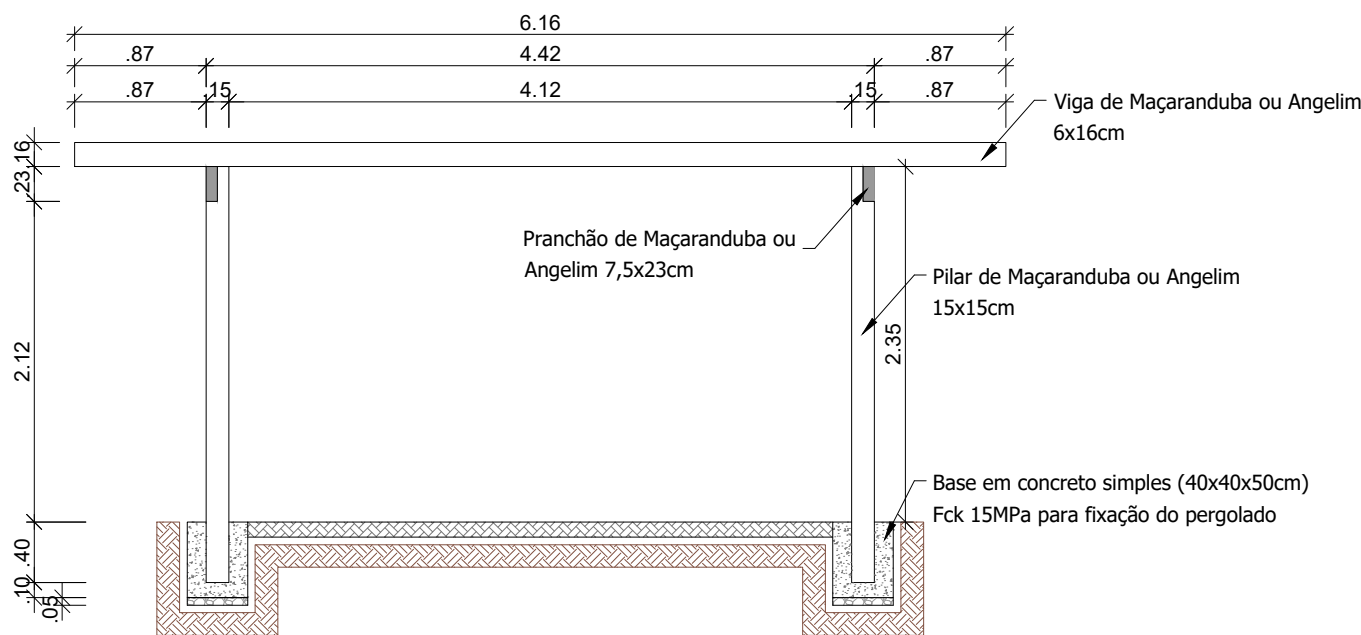 6.16
.87
4.42
.87
.87
.15
4.12
.15
.87
Viga de Maçaranduba ou Angelim
6x16cm
.16
.23
Pranchão de Maçaranduba ou
Angelim 7,5x23cm
Pilar de Maçaranduba ou Angelim
15x15cm
2.12
2.35
Base em concreto simples (40x40x50cm)
Fck 15MPa para fixação do pergolado
.40
.10
.05